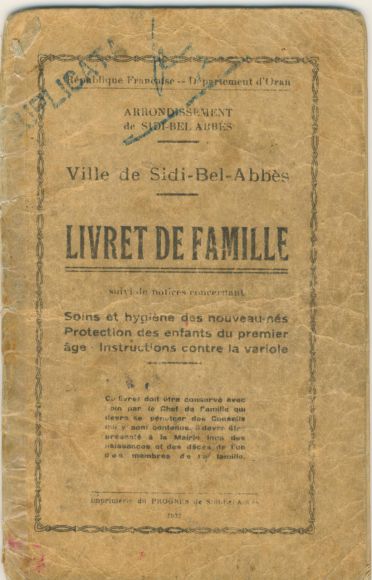 DUPLICATA
République Française -- Département d'Oran
ARRONDISSEMENT
de SIDI-BEL ABBÈS
Ville de Sidi-Bel-Abbès
LIVRET DE FAMILLE
suivi de notices concernant
Soins et hygiène des nouveau-nés
Protection des enfants du premier
âge - Instructions contre la variole
Ce livret doit être conservé avec
soin par le Chef de Famille qui
devra se pénétrer des Conseils
qui y sont contenus. Il devra être
présenté à la Mairie lors des
naissances et des décès de l'un
des membres de la famille.
Imprimerie du PROGRÈS de SIDI-BEL-ABBÈS